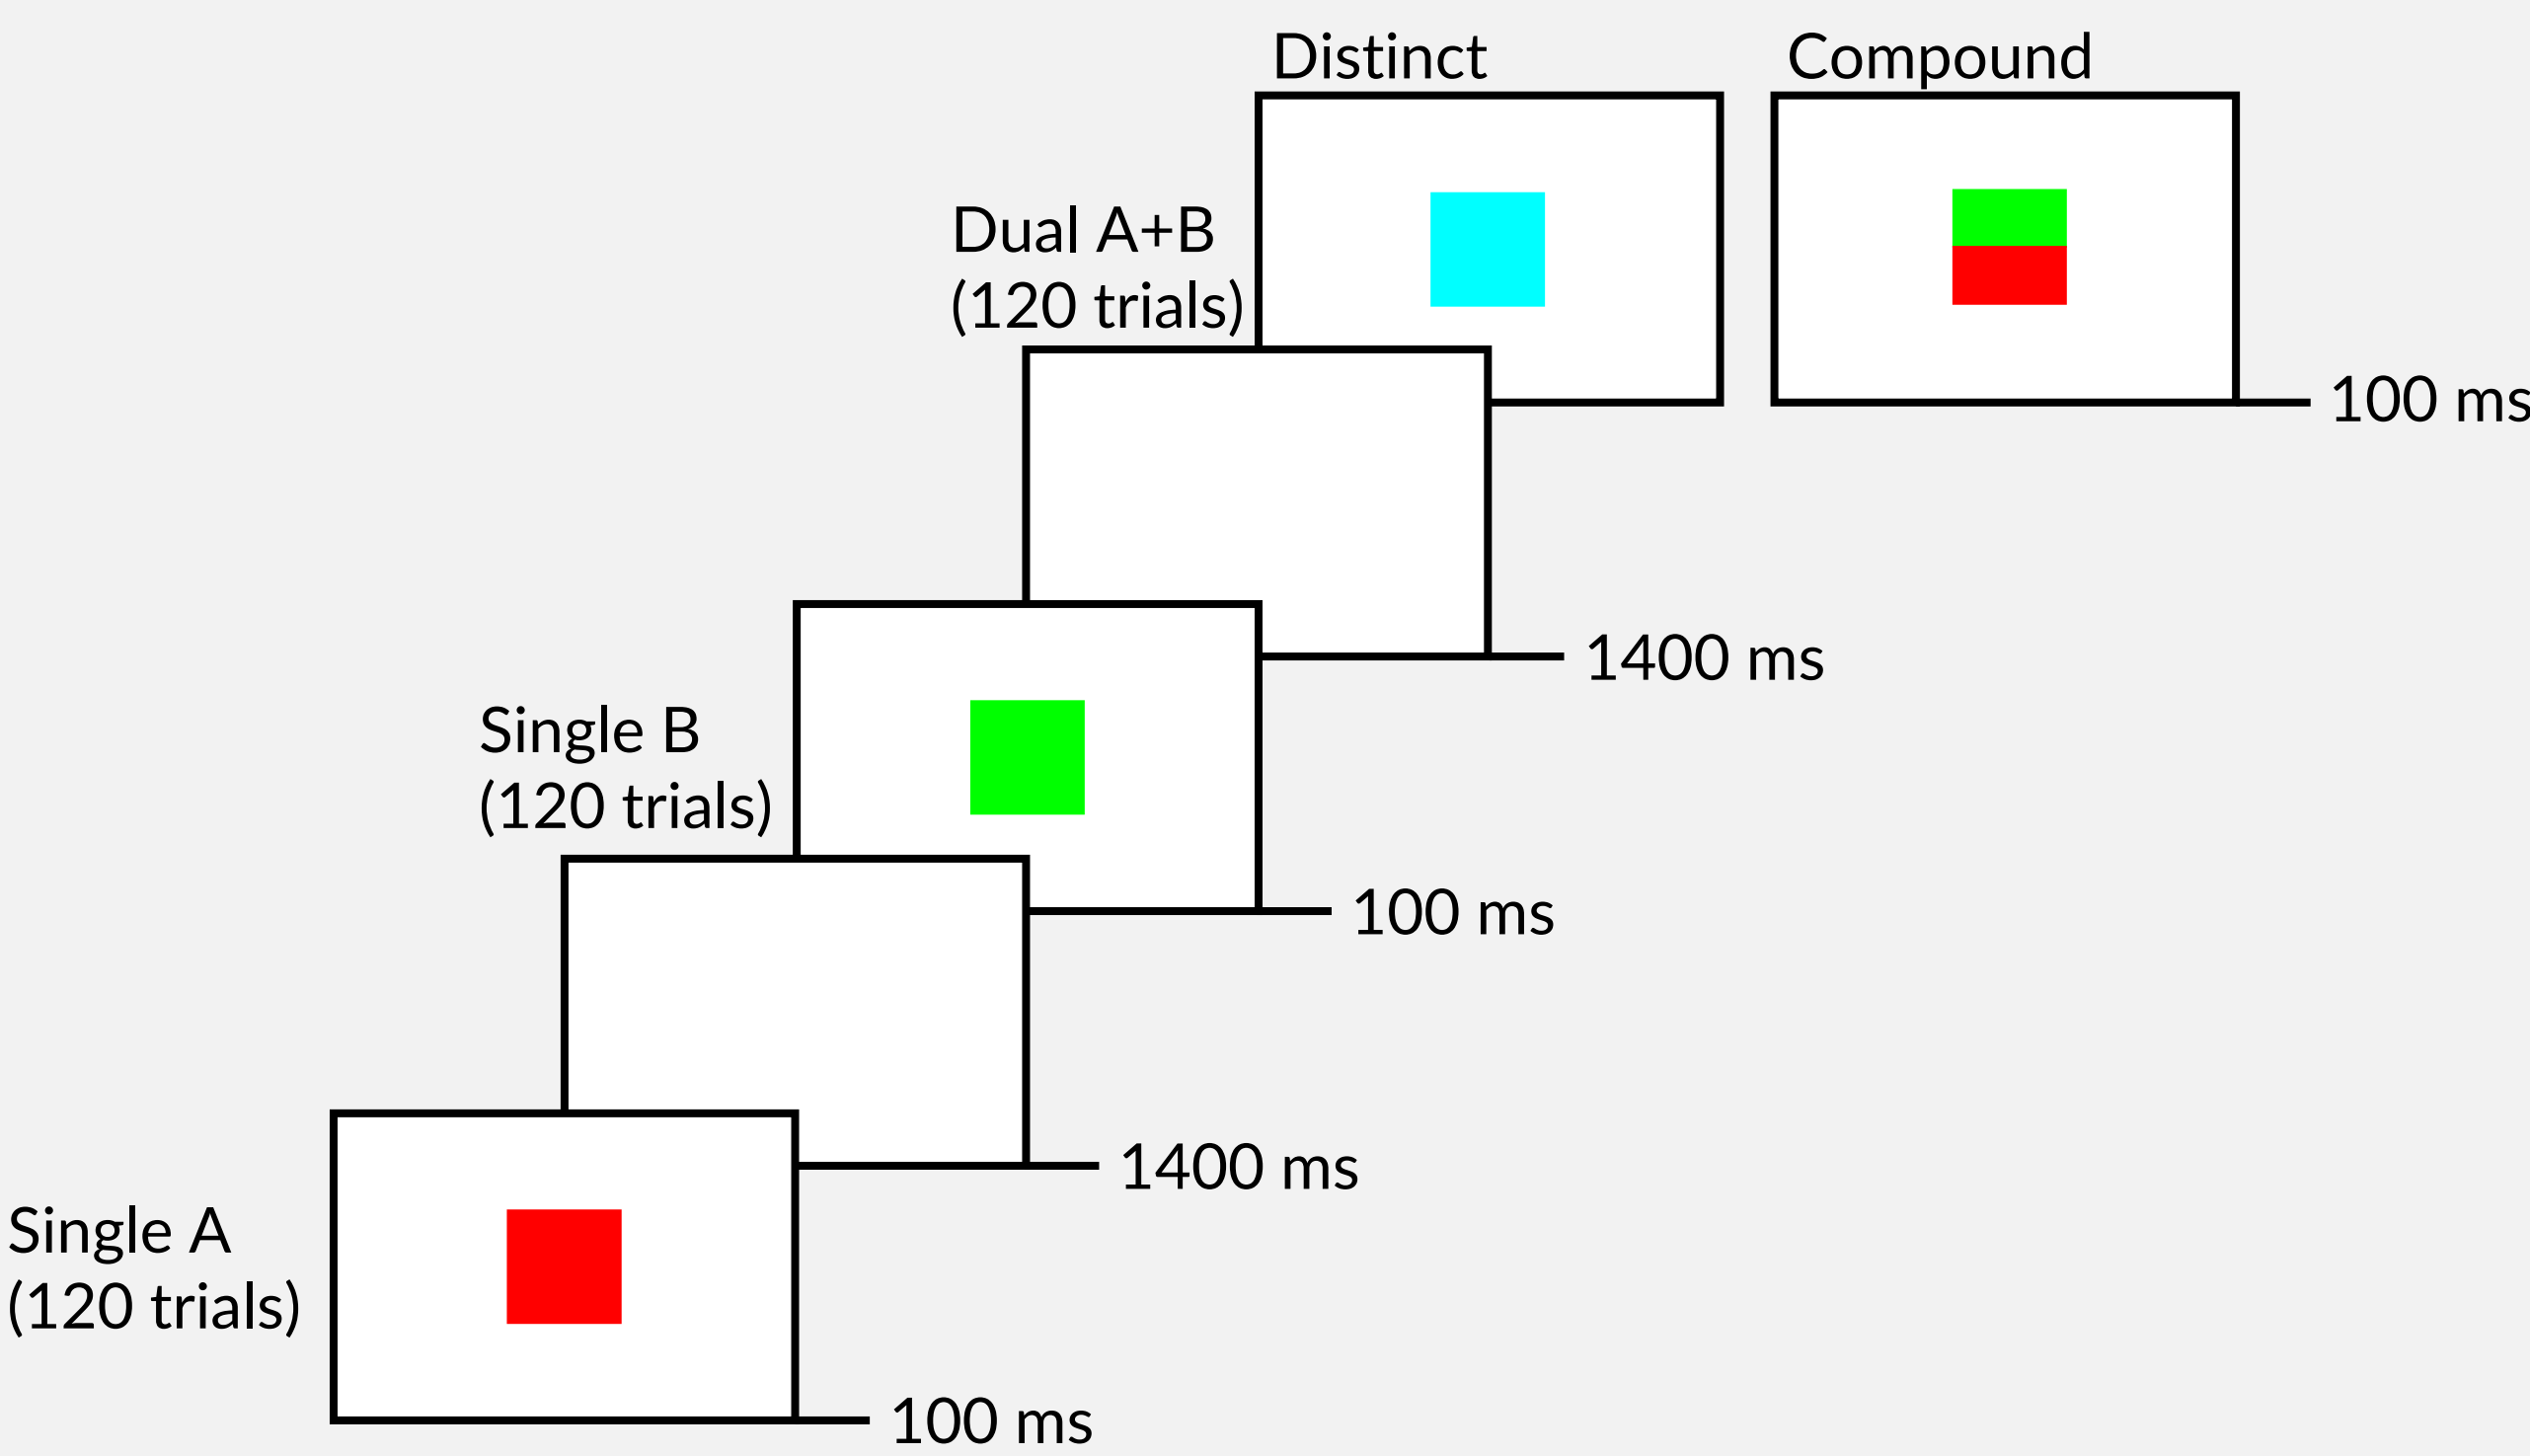 Distinct
Compound
Dual A+B
(120 trials)
100 ms
1400 ms
Single B
(120 trials)
100 ms
1400 ms
Single A
(120 trials)
100 ms